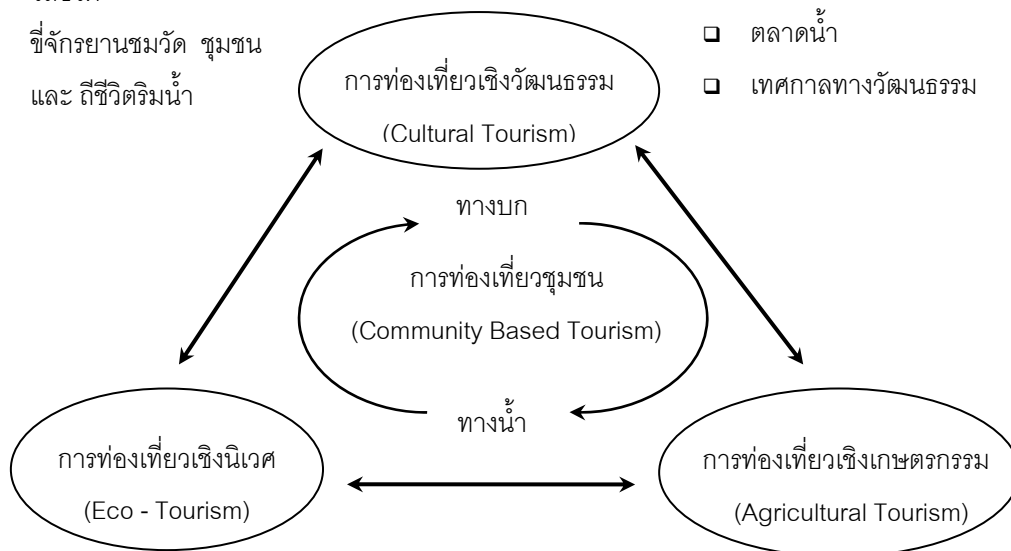 ขี่จักรยานชมวัด ชุมชน
และ ถีชีวิตริมน้ำ
❑ ตลาดน้ำ
❑ เทศกาลทางวัฒนธรรม
การท่องเที่ยวเชิงวัฒนธรรม
(Cultural Tourism)
ทางบก
การท่องเที่ยวชุมชน
(Community Based Tourism)
ทางน้ำ
การท่องเที่ยวเชิงนิเวศ
(Eco - Tourism)
การท่องเที่ยวเชิงเกษตรกรรม
(Agricultural Tourism)